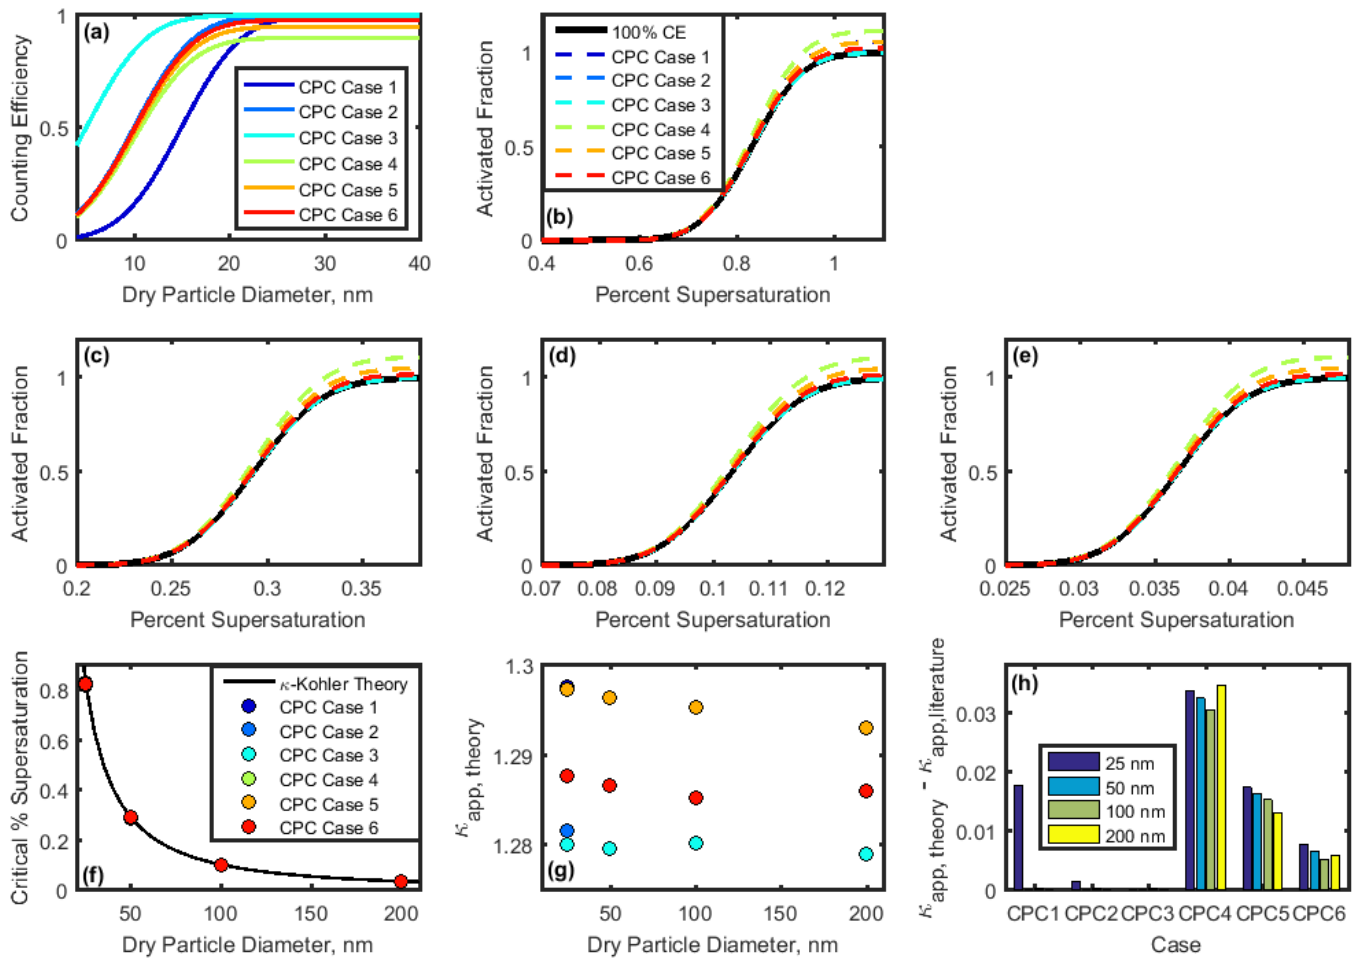 (a)
Counting Efficiency
1
0.5
0
10
20
30
40
Dry Particle Diameter, nm
CPC Case 1
CPC Case 2
CPC Case 3
CPC Case 4
CPC Case 5
CPC Case 6
(b)
Activated Fraction
1
0.5
0
0.4
0.6
0.8
1
Percent Supersaturation
100% CE
CPC Case 1
CPC Case 2
CPC Case 3
CPC Case 4
CPC Case 5
CPC Case 6
(c)
Activated Fraction
1
0.5
0
0.2
0.25
0.3
0.35
Percent Supersaturation
(d)
Activated Fraction
1
0.5
0
0.07
0.08
0.09
0.1
0.11
0.12
Percent Supersaturation
(e)
Activated Fraction
1
0.5
0
0.025
0.03
0.035
0.04
0.045
Percent Supersaturation
(f)
Critical % Supersaturation
0.8
0.6
0.4
0.2
0
50
100
150
200
Dry Particle Diameter, nm
κ-Kohler Theory
CPC Case 1
CPC Case 2
CPC Case 3
CPC Case 4
CPC Case 5
CPC Case 6
(g)
κapp, theory
1.3
1.29
1.28
50
100
150
200
Dry Particle Diameter, nm
(h)
κapp, theory - κapp,literature
0.03
0.02
0.01
0
CPC1
CPC2
CPC3
CPC4
CPC5
CPC6
Case
25 nm
50 nm
100 nm
200 nm